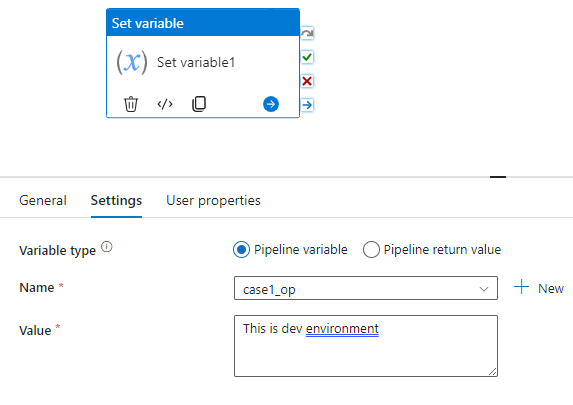 Set variable
(x) Set variable1
</>
General Settings User properties
Variable type Pipeline variable Pipeline return value
Name * case1_op + New
Value * This is dev environment